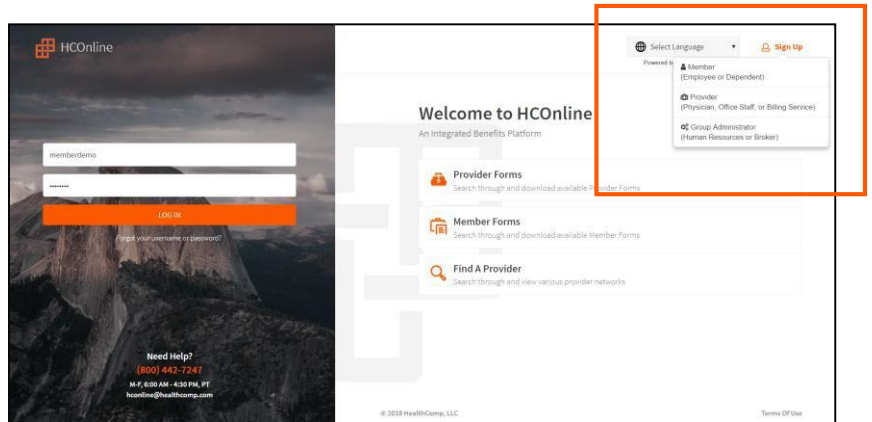 HCOnline
memberdemo
LOG IN
Forgot your username or password?
Need Help?
(800) 442-7247
M-F, 6:00 AM - 4:30 PM, PT
hconline@healthcomp.com
Select Language
Sign Up
Powered
Member
(Employee or Dependent)
Provider
(Physician, Office Staff, or Billing Service)
Group Administrator
(Human Resources or Broker)
Welcome to HCOnline
An Integrated Benefits Platform
Provider Forms
Search through and download available Provider Forms
Member Forms
Search through and download available Member Forms
Find A Provider
Search through and view various provider networks
© 2018 HealthComp, LLC
Terms Of Use